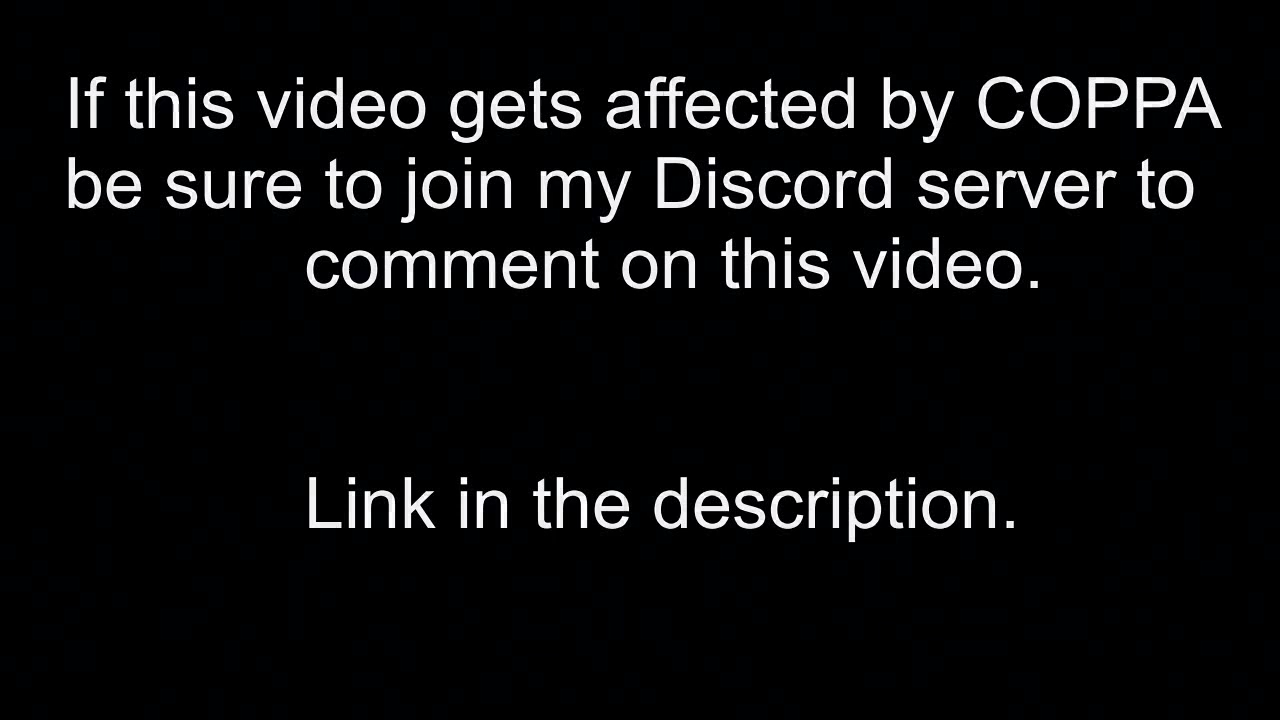 If this video gets affected by COPPA
be sure to join my Discord server to
comment on this video.
Link in the description.